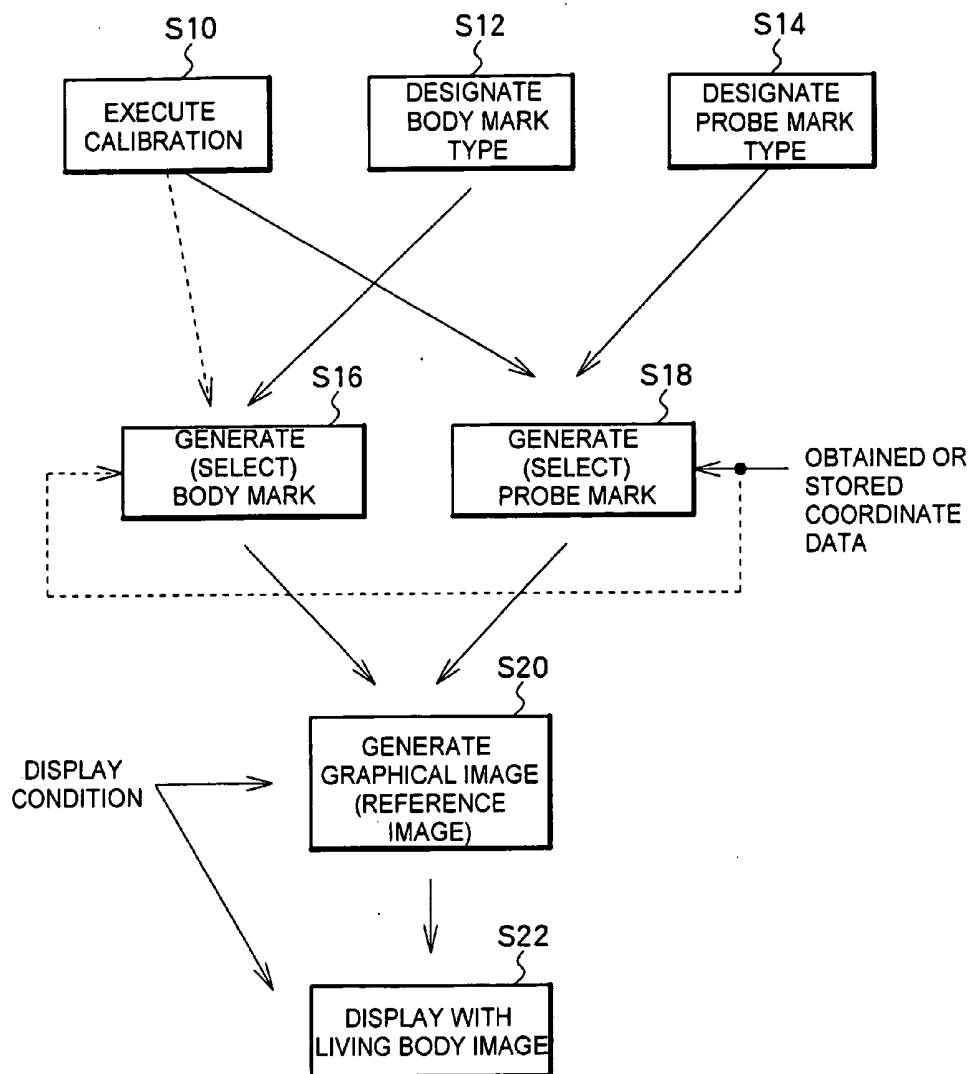 S10
EXECUTE
CALIBRATION
S12
DESIGNATE
BODY MARK
TYPE
S14
DESIGNATE
PROBE MARK
TYPE
S16
GENERATE
(SELECT)
BODY MARK
S18
GENERATE
(SELECT)
PROBE MARK
OBTAINED OR
STORED
COORDINATE
DATA
S20
GENERATE
GRAPHICAL IMAGE
(REFERENCE
IMAGE)
DISPLAY
CONDITION
S22
DISPLAY WITH
LIVING BODY IMAGE